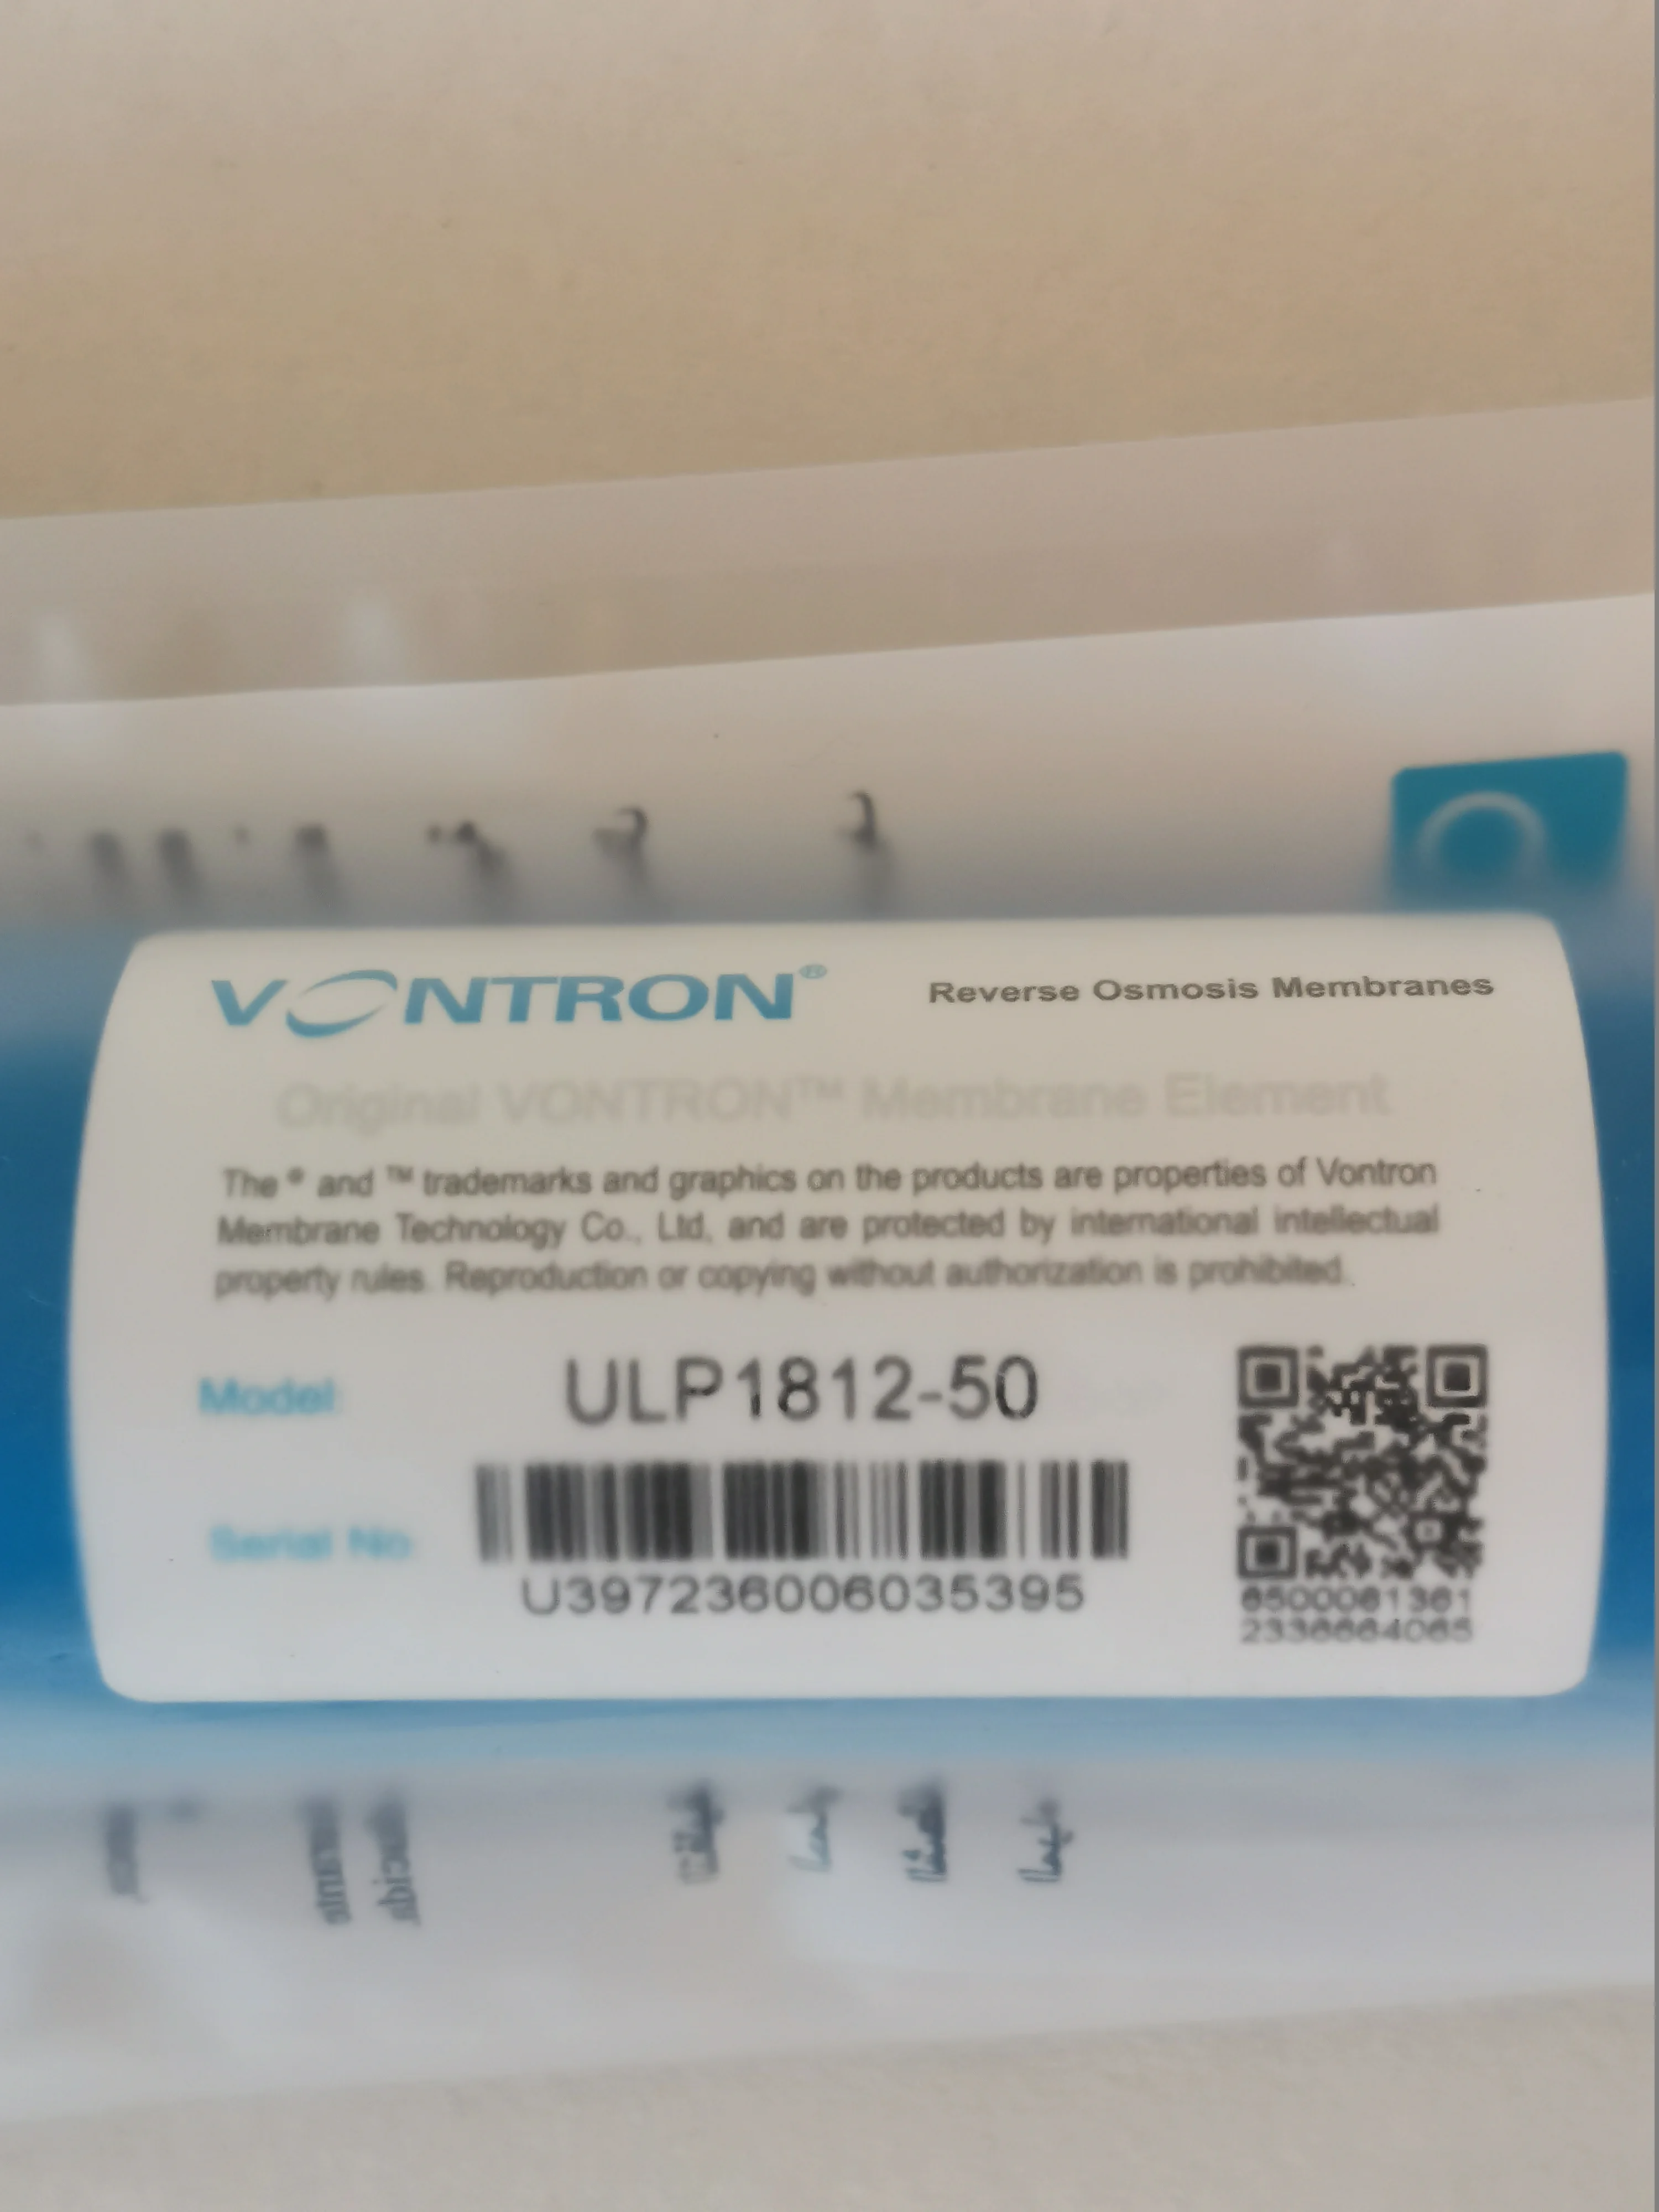 VONTRON®
Reverse Osmosis Membranes
Original VONTRON™ Membrane Element
The ® and ™ trademarks and graphics on the products are properties of Vontron
Membrane Technology Co., Ltd, and are protected by international intellectual
property rules. Reproduction or copying without authorization is prohibited.
Model:
ULP1812-50
Serial No
U397236006035395